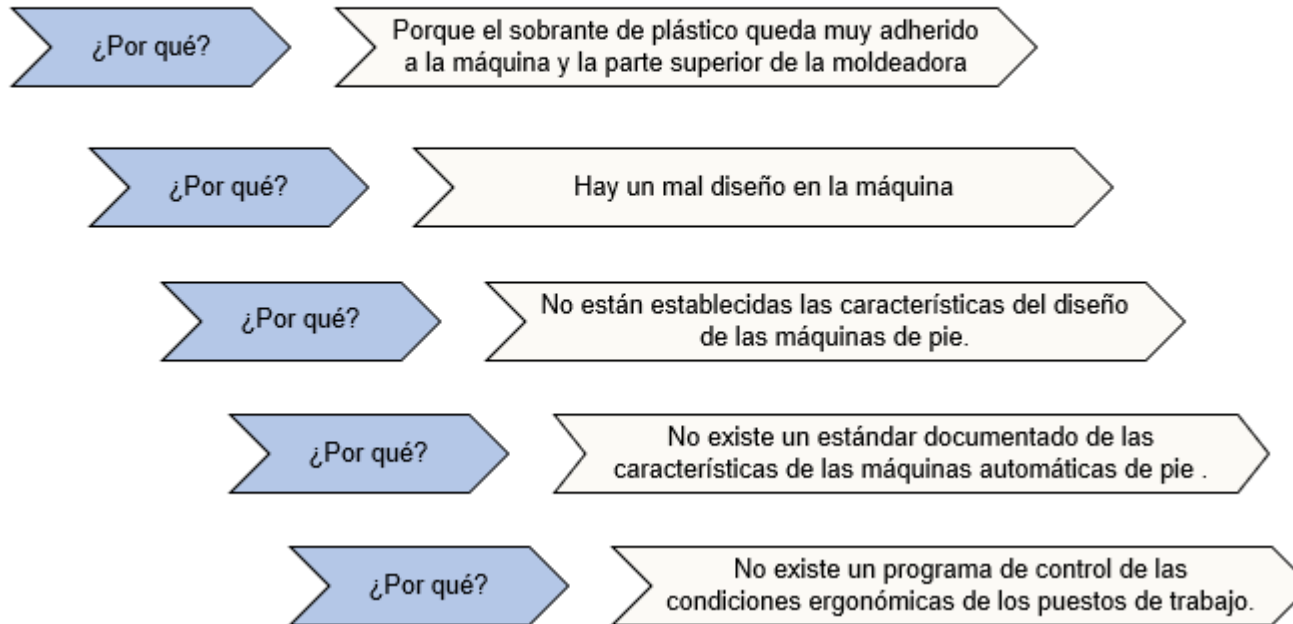 ¿Por qué?
Porque el sobrante de plástico queda muy adherido
a la máquina y la parte superior de la moldeadora
¿Por qué?
Hay un mal diseño en la máquina
¿Por qué?
No están establecidas las características del diseño
de las máquinas de pie.
¿Por qué?
No existe un estándar documentado de las
características de las máquinas automáticas de pie .
¿Por qué?
No existe un programa de control de las
condiciones ergonómicas de los puestos de trabajo.